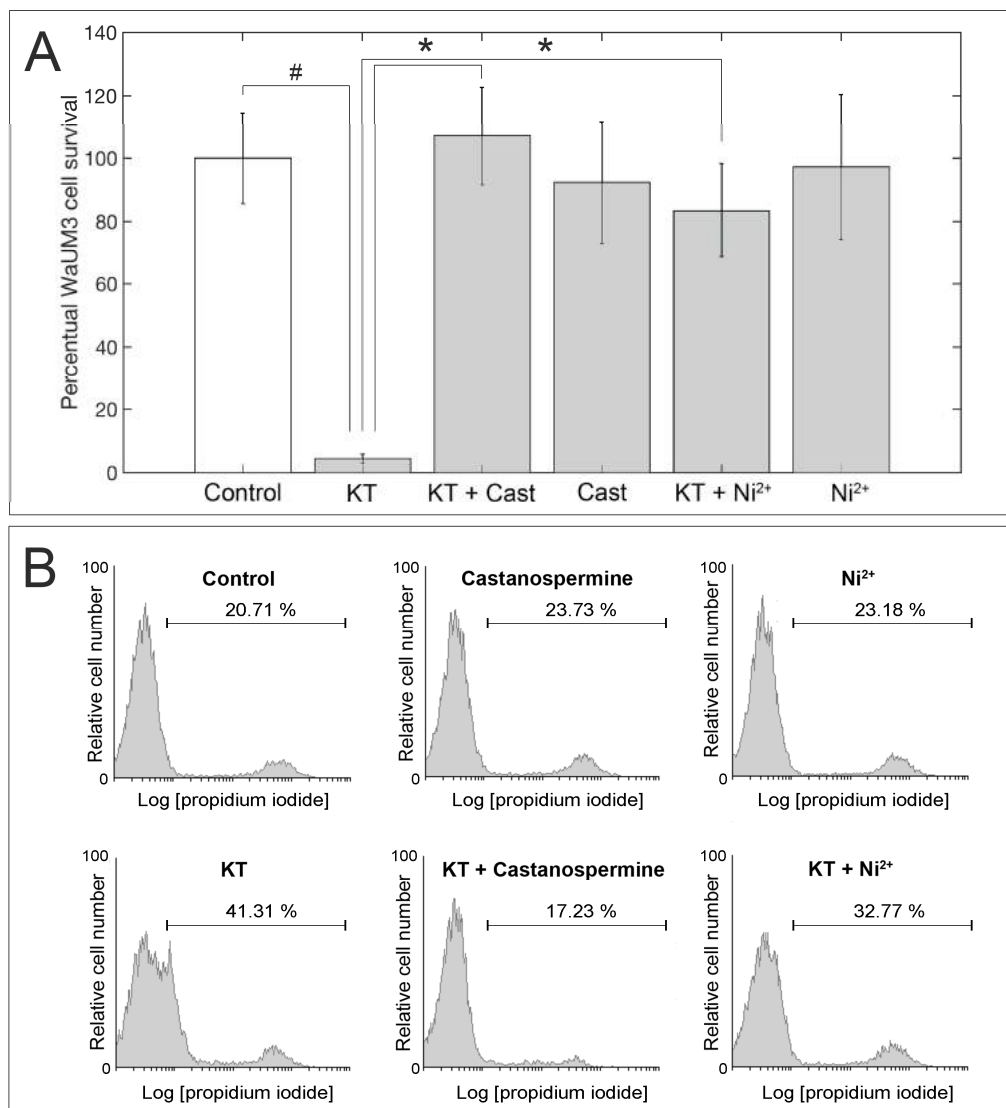 A
Percentual WaUM3 cell survival
140
120
100
80
60
40
20
0
#
*
*
Control
KT
KT + Cast
Cast
KT + Ni²⁺
Ni²⁺
B
100
Control
20.71 %
Relative cell number
0
Log [propidium iodide]
100
Castanospermine
23.73 %
Relative cell number
0
Log [propidium iodide]
100
Ni²⁺
23.18 %
Relative cell number
0
Log [propidium iodide]
100
KT
41.31 %
Relative cell number
0
Log [propidium iodide]
100
KT + Castanospermine
17.23 %
Relative cell number
0
Log [propidium iodide]
100
KT + Ni²⁺
32.77 %
Relative cell number
0
Log [propidium iodide]